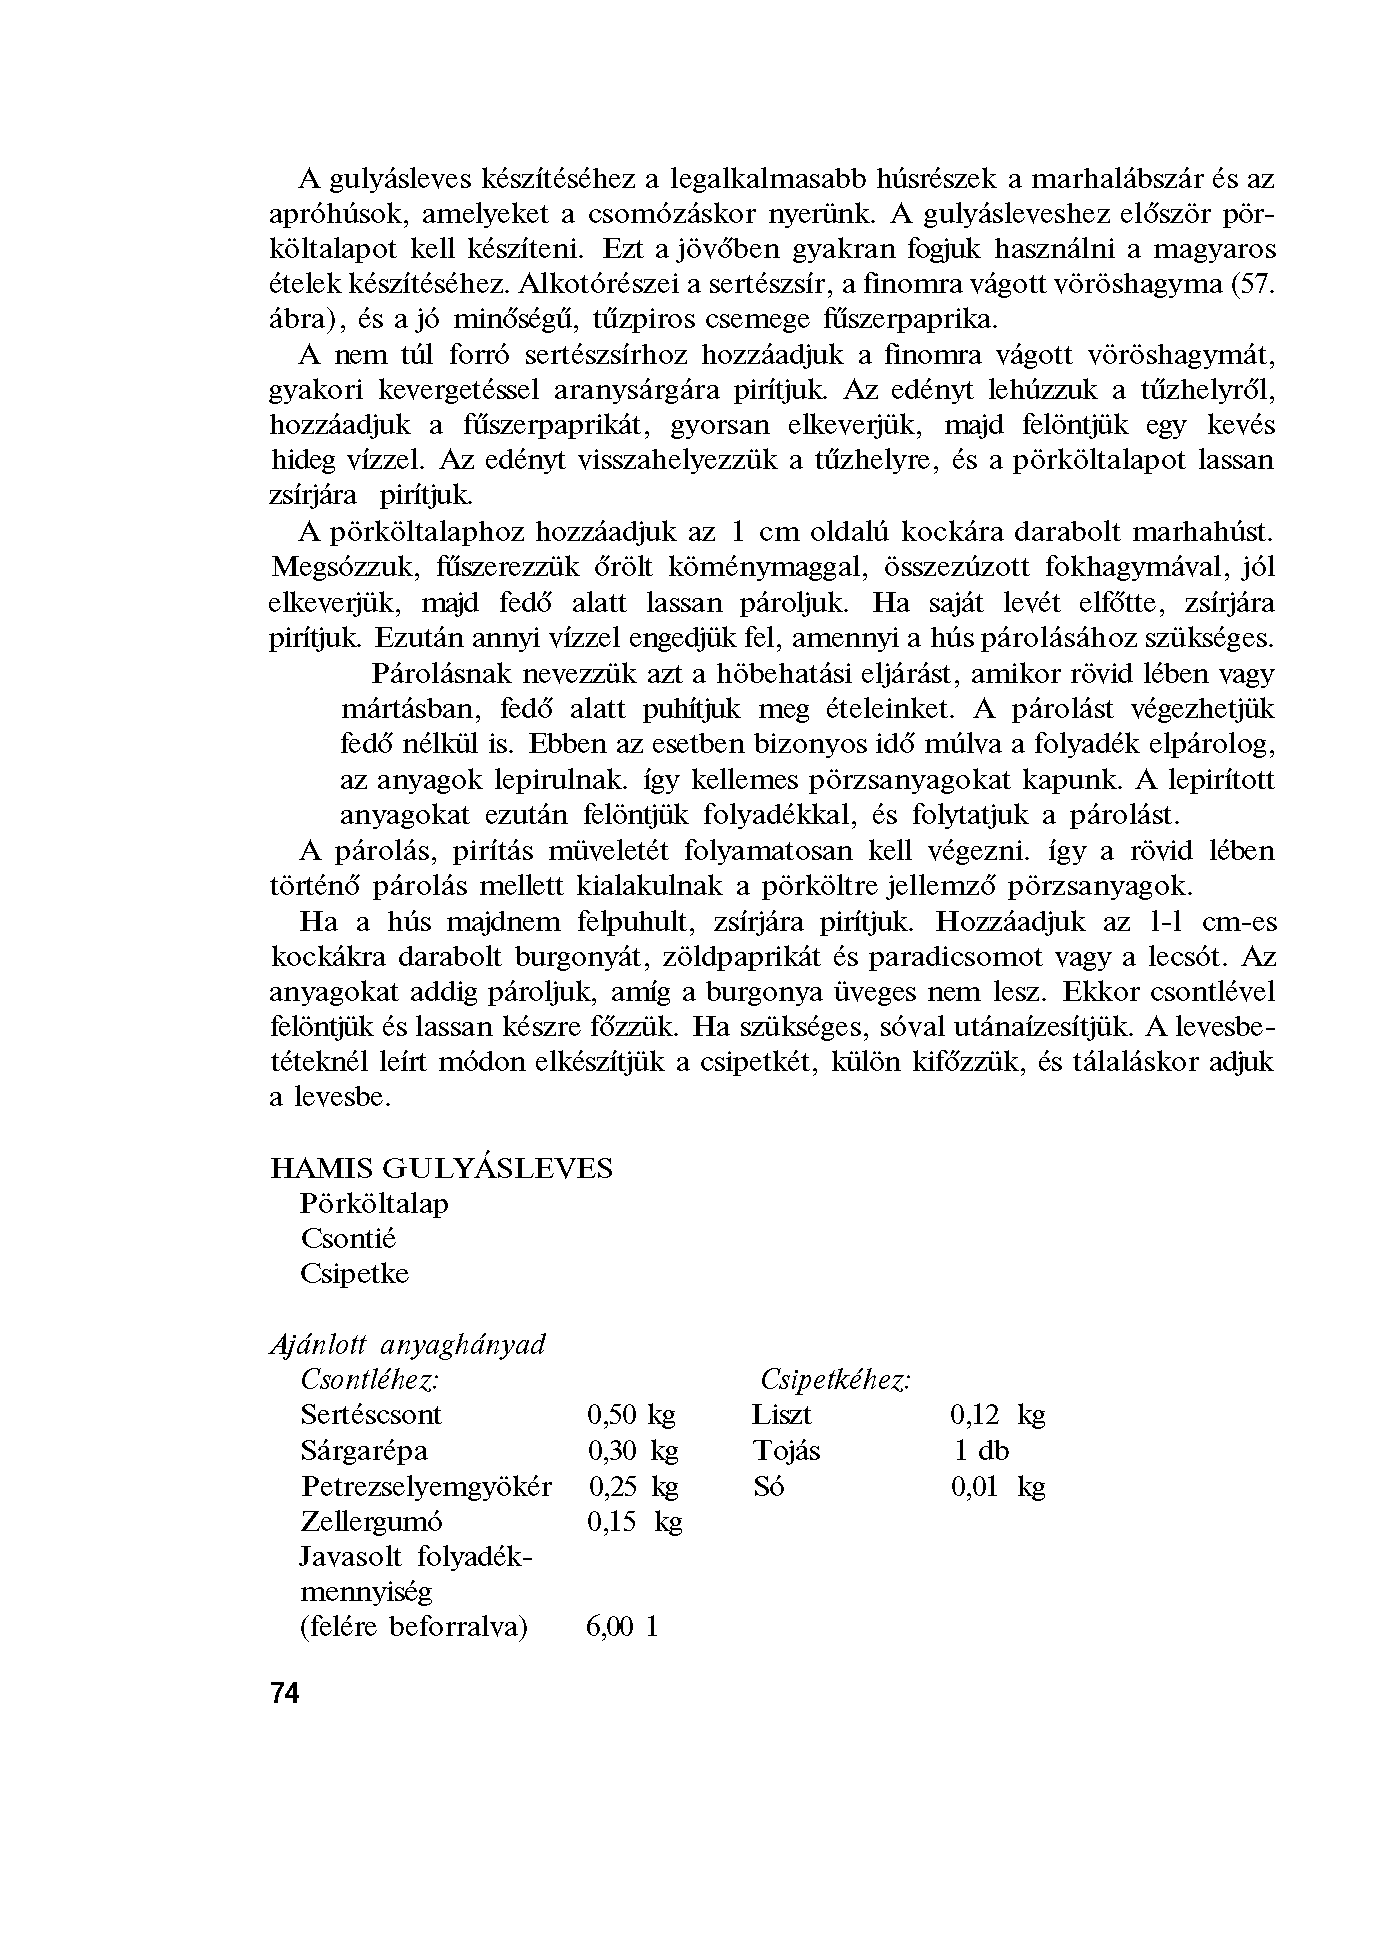 A gulyásleves készítéséhez a legalkalmasabb húsrészek a marhalábszár és az
apróhúsok, amelyeket a csomózáskor nyerünk. A gulyásleveshez először pör-
költalapot kell készíteni. Ezt a jövőben gyakran fogjuk használni a magyaros
ételek készítéséhez. Alkotórészei a sertészsír, a finomra vágott vöröshagyma (57.
ábra), és a jó minőségű, tűzpiros csemege fűszerpaprika.
A nem túl forró sertészsírhoz hozzáadjuk a finomra vágott vöröshagymát,
gyakori kevergetéssel aranysárgára pirítjuk. Az edényt lehúzzuk a tűzhelyről,
hozzáadjuk a fűszerpaprikát, gyorsan elkeverjük, majd felöntjük egy kevés
hideg vízzel. Az edényt visszahelyezzük a tűzhelyre, és a pörköltalapot lassan
zsírjára pirítjuk.
A pörköltalaphoz hozzáadjuk az 1 cm oldalú kockára darabolt marhahúst.
Megsózzuk, fűszerezzük őrölt köménymaggal, összezúzott fokhagymával, jól
elkeverjük, majd fedő alatt lassan pároljuk. Ha saját levét elfőtte, zsírjára
pirítjuk. Ezután annyi vízzel engedjük fel, amennyi a hús párolásához szükséges.
Párolásnak nevezzük azt a höbehatási eljárást, amikor rövid lében vagy
mártásban, fedő alatt puhítjuk meg ételeinket. A párolást végezhetjük
fedő nélkül is. Ebben az esetben bizonyos idő múlva a folyadék elpárolog,
az anyagok lepirulnak. így kellemes pörzsanyagokat kapunk. A lepirított
anyagokat ezután felöntjük folyadékkal, és folytatjuk a párolást.
A párolás, pirítás müveletét folyamatosan kell végezni. így a rövid lében
történő párolás mellett kialakulnak a pörköltre jellemző pörzsanyagok.
Ha a hús majdnem felpuhult, zsírjára pirítjuk. Hozzáadjuk az l-l cm-es
kockákra darabolt burgonyát, zöldpaprikát és paradicsomot vagy a lecsót. Az
anyagokat addig pároljuk, amíg a burgonya üveges nem lesz. Ekkor csontlével
felöntjük és lassan készre főzzük. Ha szükséges, sóval utánaízesítjük. A levesbe-
téteknél leírt módon elkészítjük a csipetkét, külön kifőzzük, és tálaláskor adjuk
a levesbe.
HAMIS GULYÁSLEVES
Pörköltalap
Csontié
Csipetke
Ajánlott anyaghányad
Csontléhez: Csipetkéhez:
Sertéscsont 0,50 kg Liszt 0,12 kg
Sárgarépa 0,30 kg Tojás 1 db
Petrezselyemgyökér 0,25 kg Só 0,01 kg
Zellergumó 0,15 kg
Javasolt folyadék-
mennyiség
(felére beforralva) 6,00 1
74